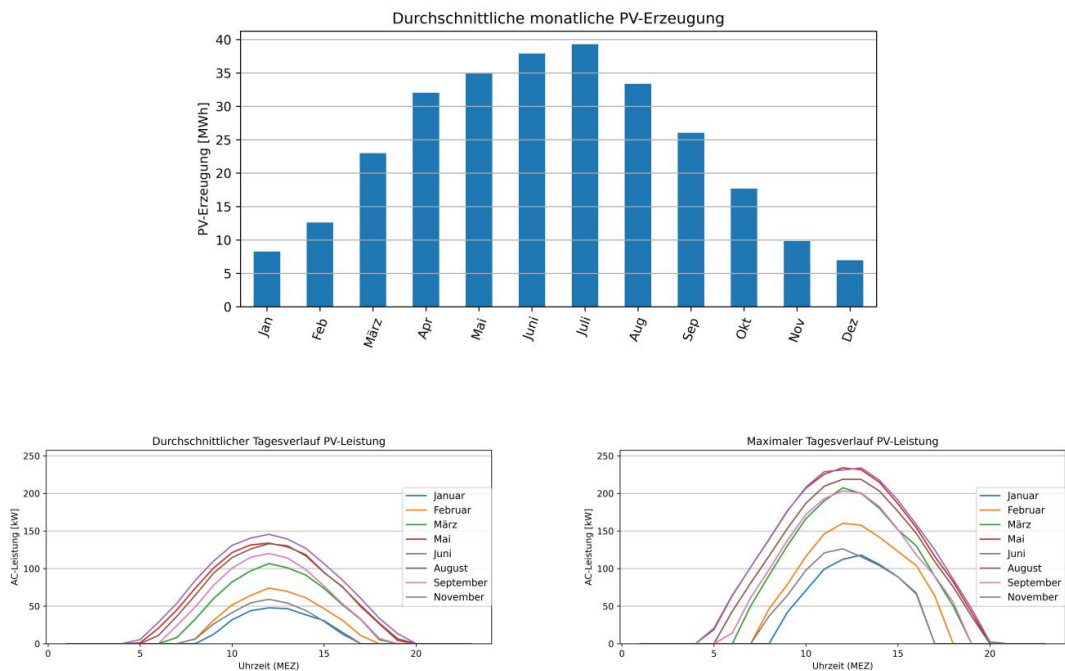 Durchschnittliche monatliche PV-Erzeugung
PV-Erzeugung [MWh]
40
35
30
25
20
15
10
5
0
Jan
Feb
März
Apr
Mai
Juni
Juli
Aug
Sep
Okt
Nov
Dez
Durchschnittlicher Tagesverlauf PV-Leistung
AC-Leistung [kW]
250
200
150
100
50
0
0
5
10
15
20
Uhrzeit (MEZ)
Januar
Februar
März
Mai
Juni
August
September
November
Maximaler Tagesverlauf PV-Leistung
AC-Leistung [kW]
250
200
150
100
50
0
0
5
10
15
20
Uhrzeit (MEZ)
Januar
Februar
März
Mai
Juni
August
September
November